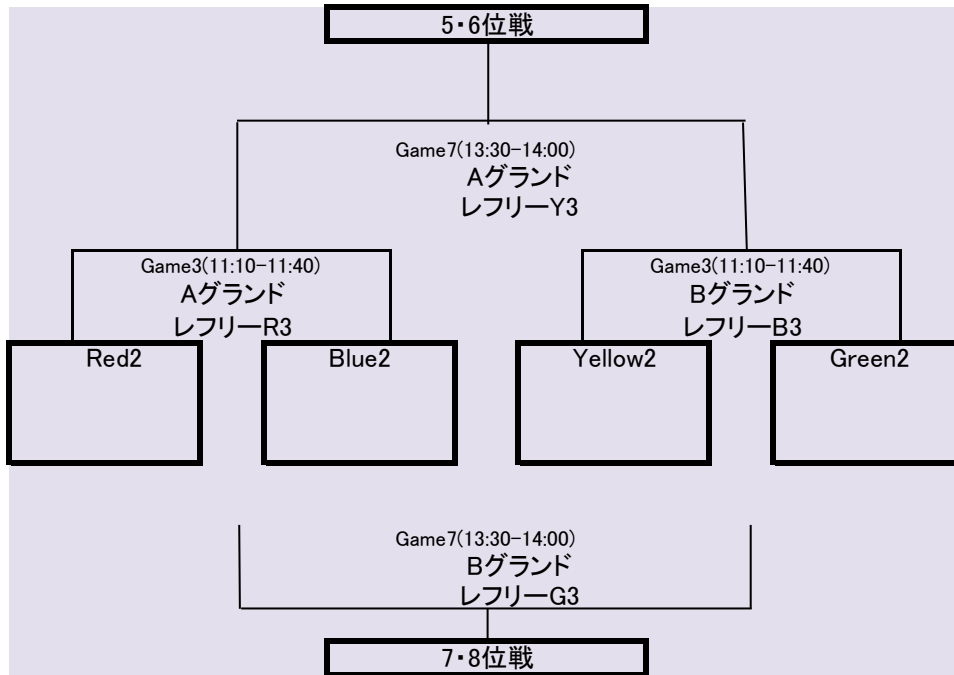 5・6位戦
Game7(13:30-14:00)
Aグランド
レフリーY3
Game3(11:10-11:40)
Aグランド
レフリーR3
Game3(11:10-11:40)
Bグランド
レフリーB3
Red2
Blue2
Yellow2
Green2
Game7(13:30-14:00)
Bグランド
レフリーG3
7・8位戦